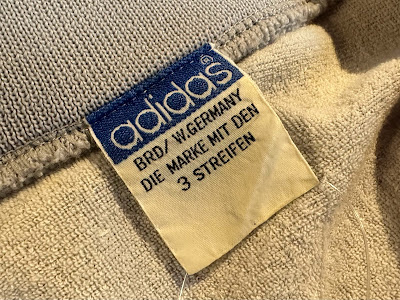 adidas®
BRD/ W.GERMANY
DIE MARKE MIT DEN
3 STREIFEN